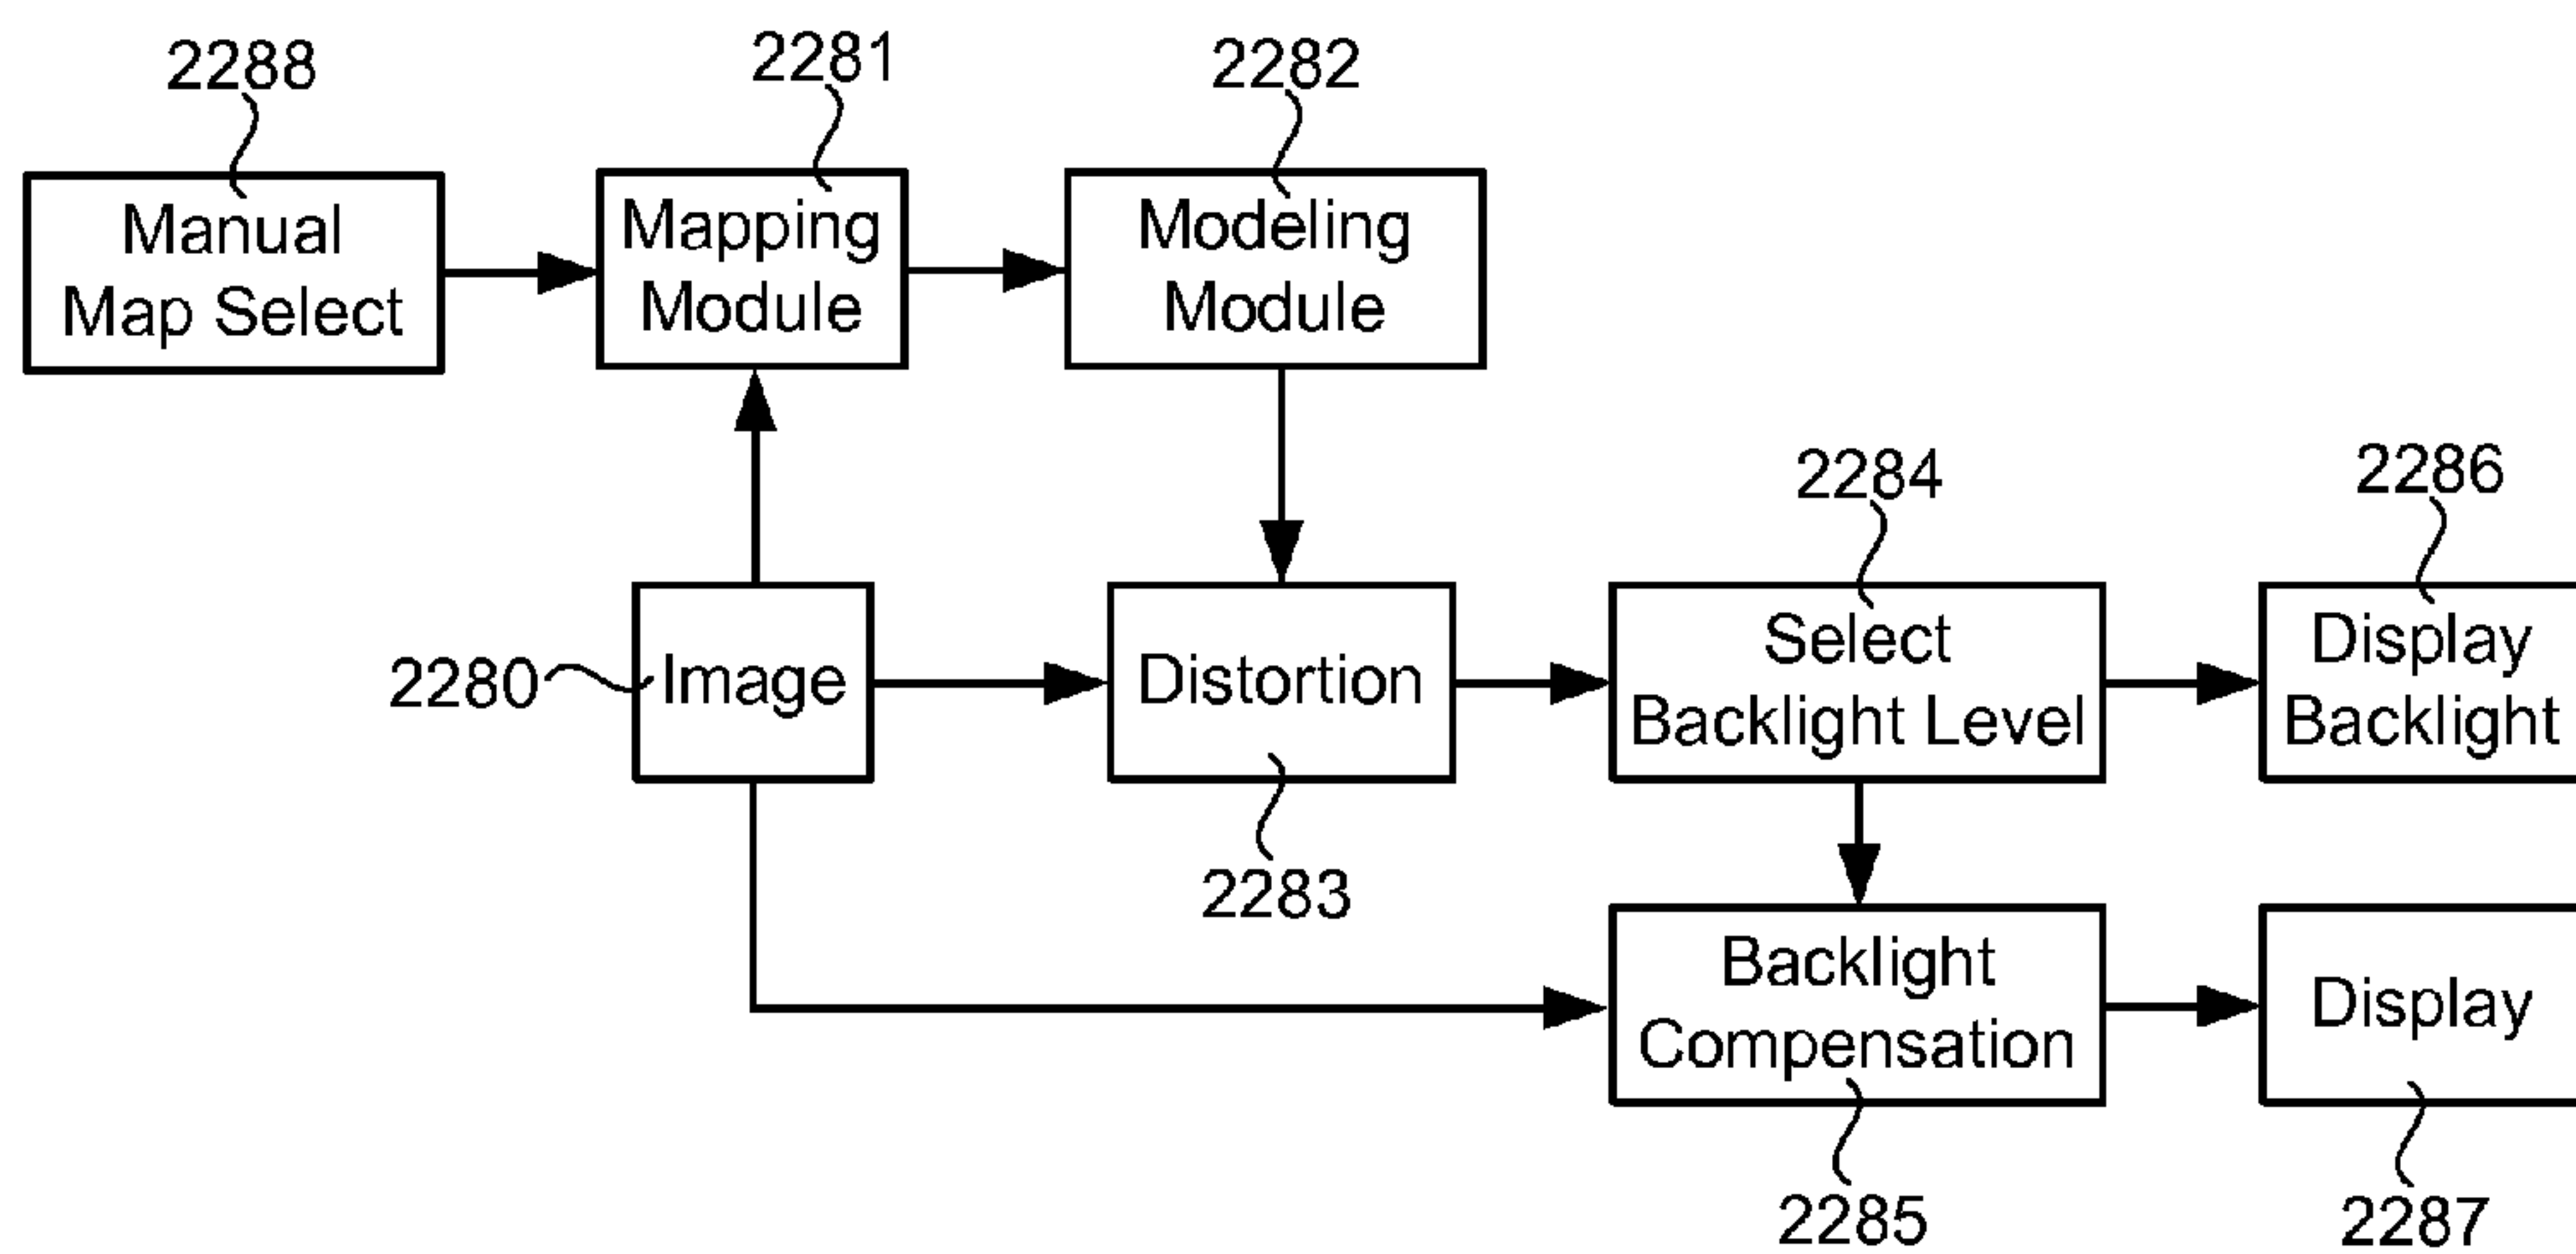 2288
2281
2282
Manual
Map Select
Mapping
Module
Modeling
Module
2284
2286
2280
Image
Distortion
Select
Backlight Level
Display
Backlight
2283
Backlight
Compensation
Display
2285
2287